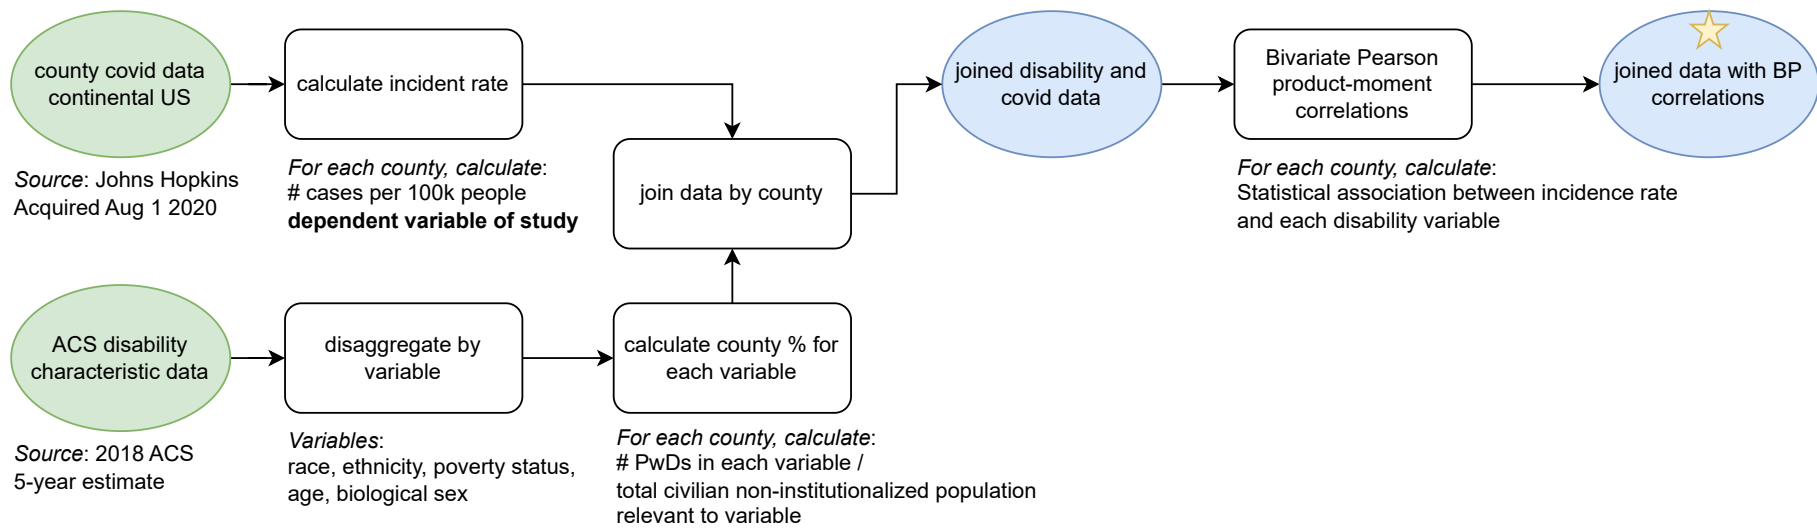 county covid data
continental US
Source: Johns Hopkins
Acquired Aug 1 2020
calculate incident rate
For each county, calculate:
# cases per 100k people
dependent variable of study
join data by county
joined disability and
covid data
Bivariate Pearson
product-moment
correlations
For each county, calculate:
Statistical association between incidence rate
and each disability variable
joined data with BP
correlations
ACS disability
characteristic data
Source: 2018 ACS
5-year estimate
disaggregate by
variable
Variables:
race, ethnicity, poverty status,
age, biological sex
calculate county % for
each variable
For each county, calculate:
# PwDs in each variable /
total civilian non-institutionalized population
relevant to variable